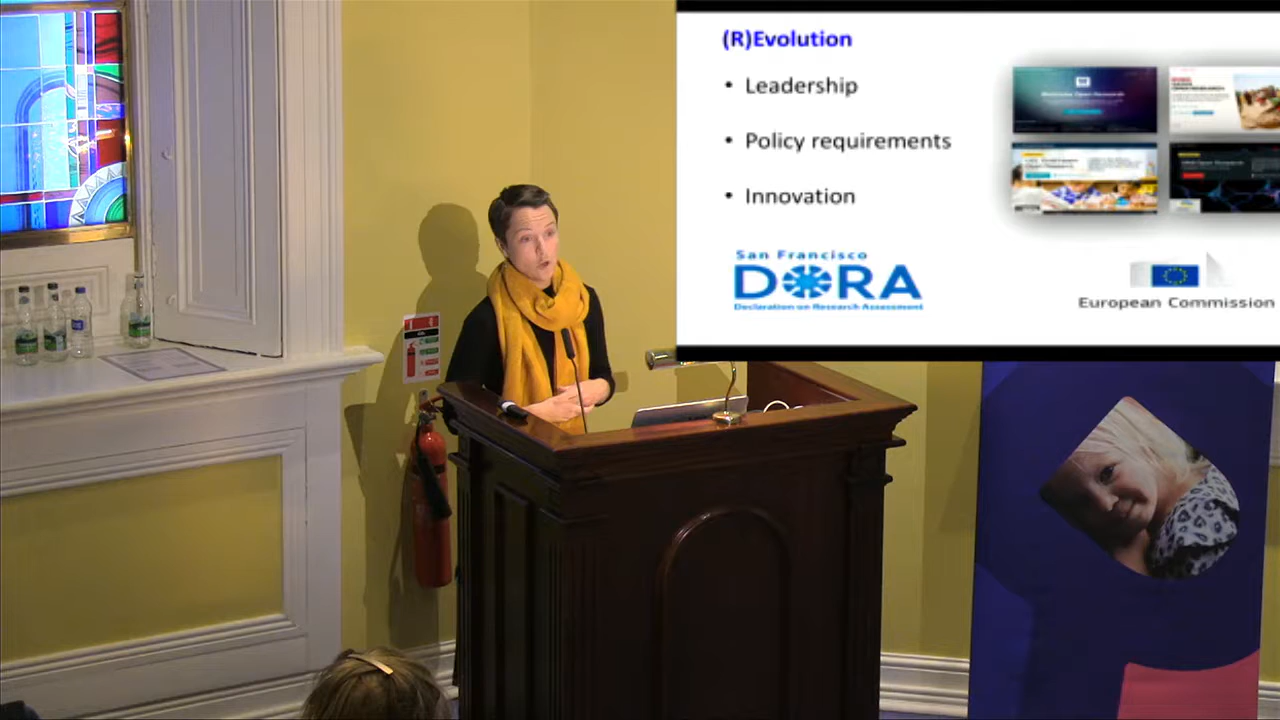 (R)Evolution
• Leadership
• Policy requirements
• Innovation
San Francisco
DORA
Declaration on Research Assessment
European Commission